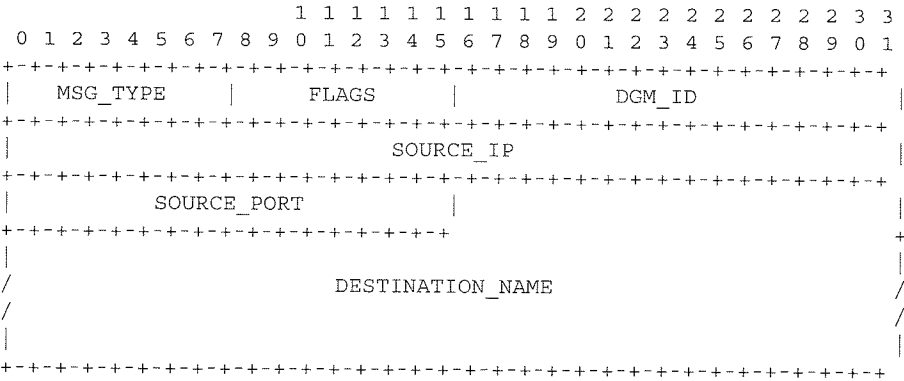 1 1 1 1 1 1 1 1 1 1 2 2 2 2 2 2 2 2 2 2 3 3
 0 1 2 3 4 5 6 7 8 9 0 1 2 3 4 5 6 7 8 9 0 1 2 3 4 5 6 7 8 9 0 1
+-+-+-+-+-+-+-+-+-+-+-+-+-+-+-+-+-+-+-+-+-+-+-+-+-+-+-+-+-+-+-+-+
|   MSG_TYPE    |     FLAGS     |           DGM_ID              |
+-+-+-+-+-+-+-+-+-+-+-+-+-+-+-+-+-+-+-+-+-+-+-+-+-+-+-+-+-+-+-+-+
|                           SOURCE_IP                           |
+-+-+-+-+-+-+-+-+-+-+-+-+-+-+-+-+-+-+-+-+-+-+-+-+-+-+-+-+-+-+-+-+
|          SOURCE_PORT          |                               |
+-+-+-+-+-+-+-+-+-+-+-+-+-+-+-+-+                               +
|                                                               |
/                       DESTINATION_NAME                        /
/                                                               /
|                                                               |
+-+-+-+-+-+-+-+-+-+-+-+-+-+-+-+-+-+-+-+-+-+-+-+-+-+-+-+-+-+-+-+-+